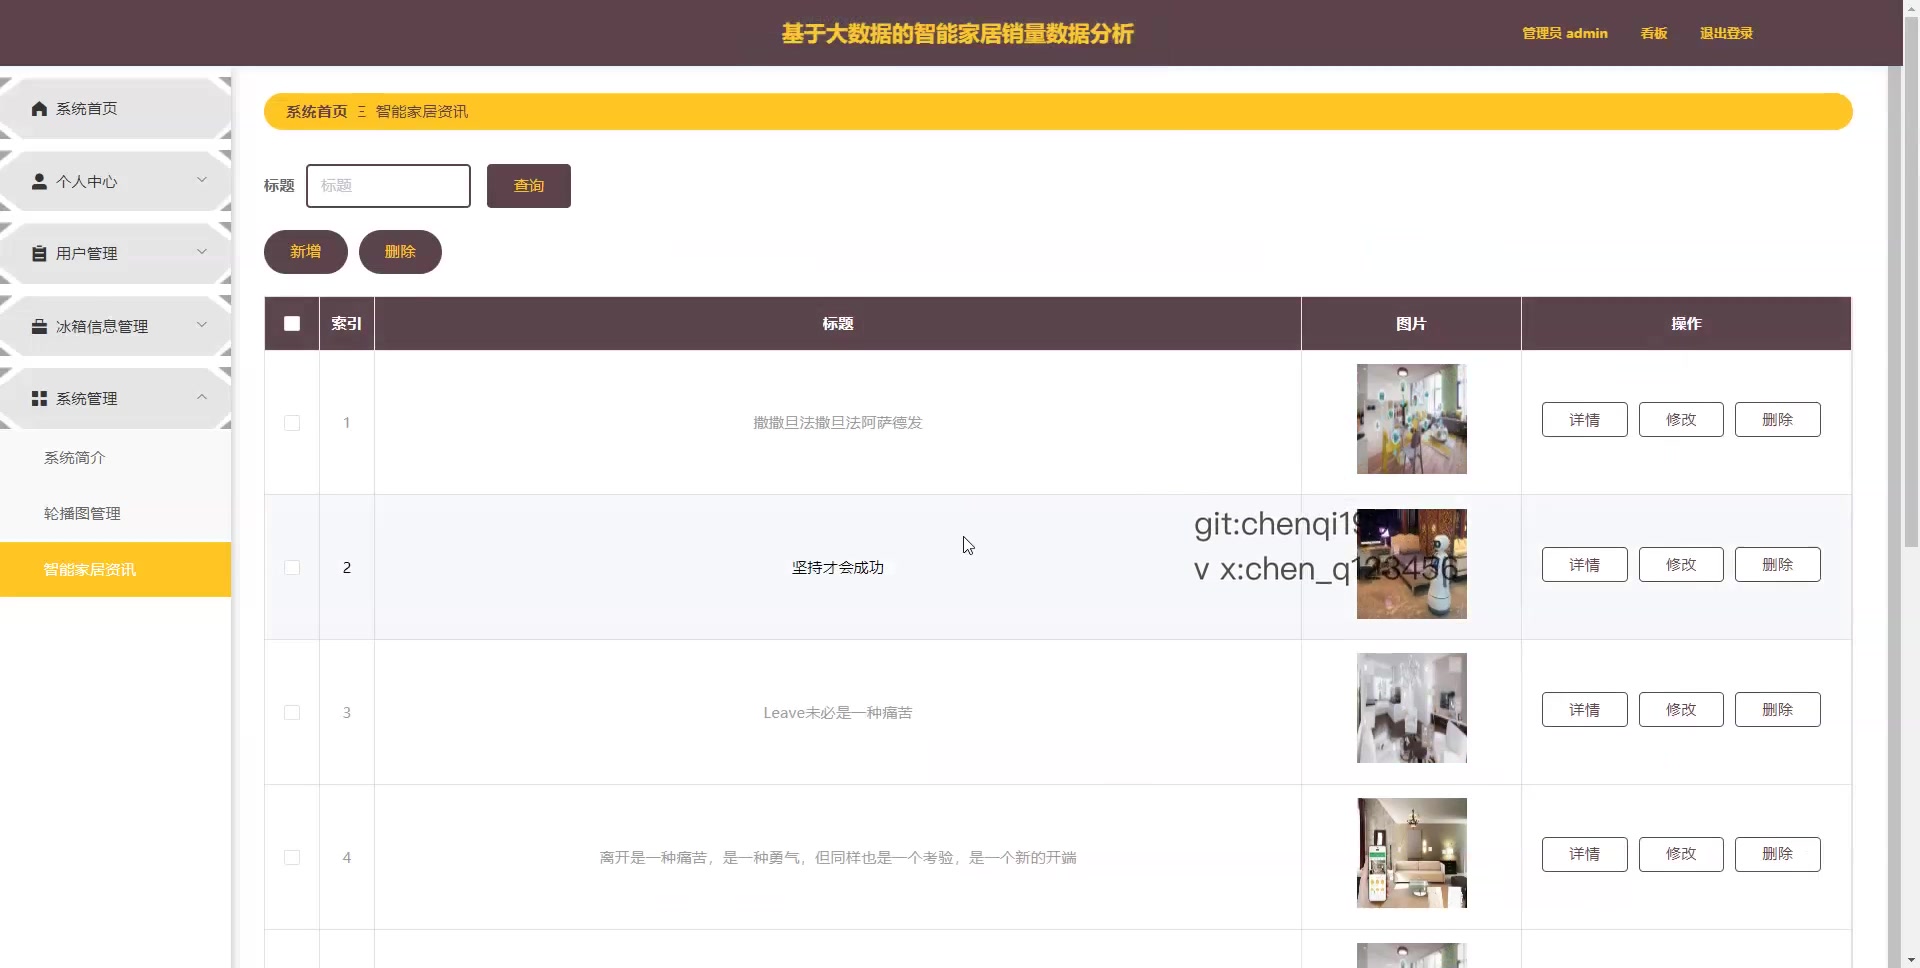 基于大数据的智能家居销量数据分析
管理员 admin
看板
退出登录
系统首页
个人中心
用户管理
冰箱信息管理
系统管理
系统简介
轮播图管理
智能家居资讯
系统首页 Ξ 智能家居资讯
标题 标题 查询
新增 删除
索引 标题 图片 操作
1 撒撒旦法撒旦法阿萨德发 详情 修改 删除
git:chenqi19
2 坚持才会成功 详情 修改 删除
v x:chen_q123456
3 Leave未必是一种痛苦 详情 修改 删除
4 离开是一种痛苦，是一种勇气，但同样也是一个考验，是一个新的开端 详情 修改 删除